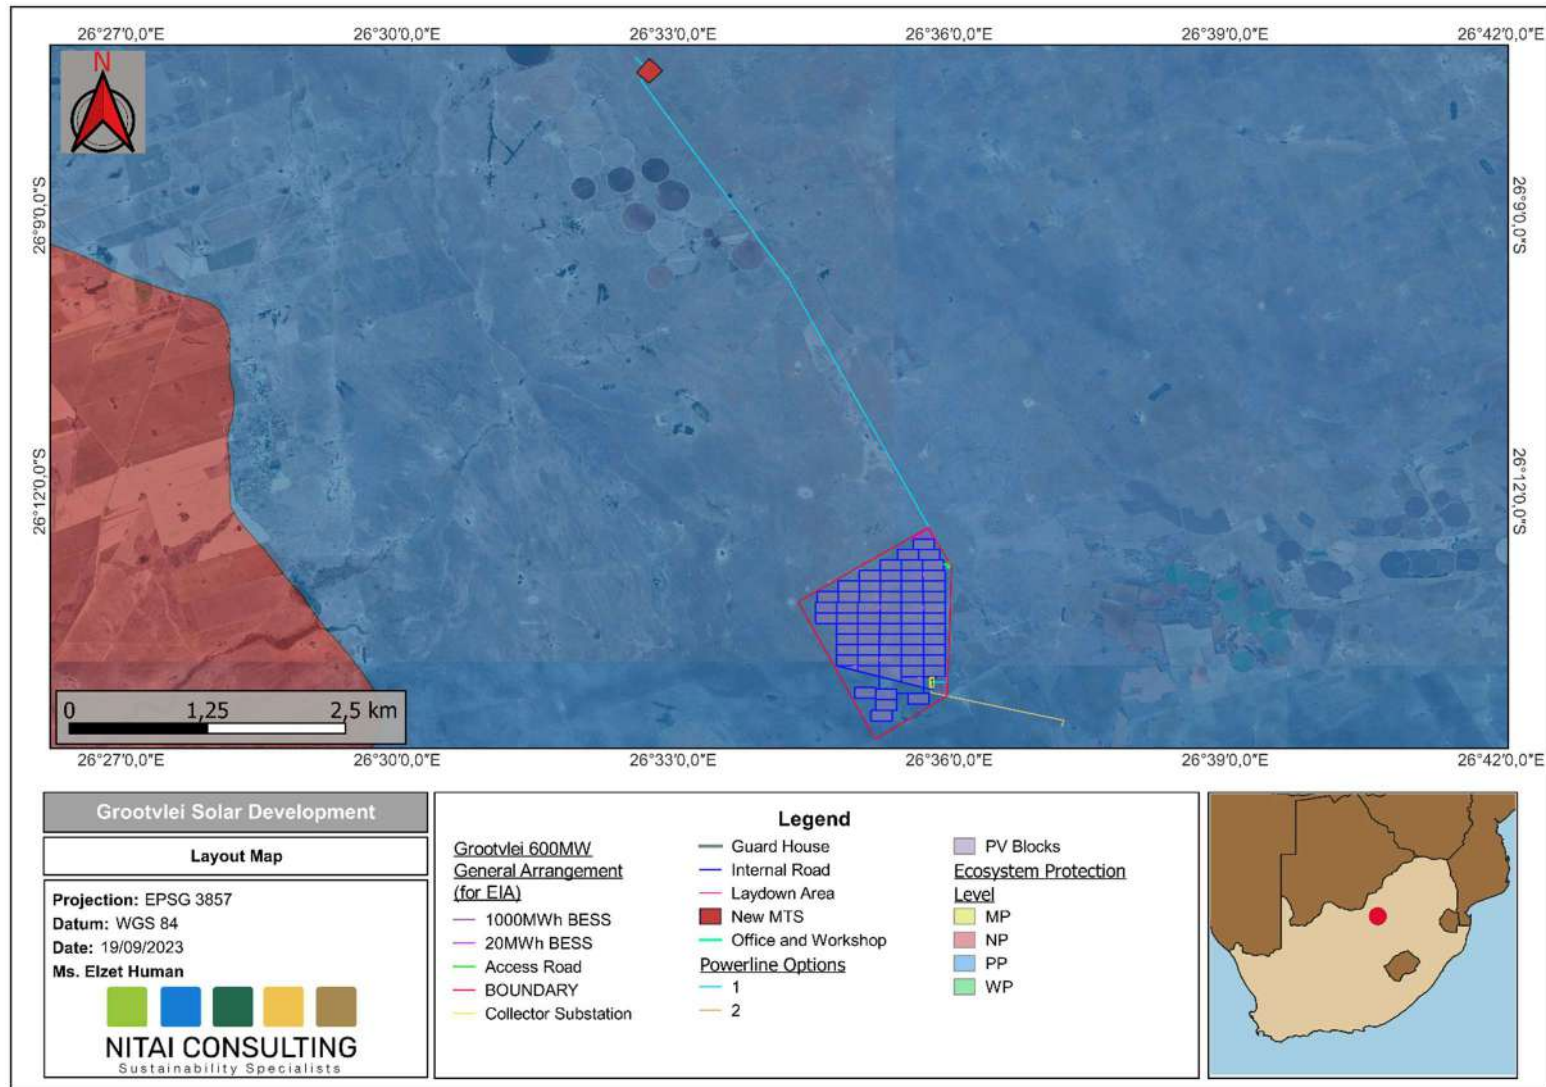 26°27'0,0"E 26°30'0,0"E 26°33'0,0"E 26°36'0,0"E 26°39'0,0"E 26°42'0,0"E
N
26°9'0,0"S
26°9'0,0"S
26°12'0,0"S
26°12'0,0"S
0 1,25 2,5 km
26°27'0,0"E 26°30'0,0"E 26°33'0,0"E 26°36'0,0"E 26°39'0,0"E 26°42'0,0"E
Grootvlei Solar Development
Layout Map
Projection: EPSG 3857
Datum: WGS 84
Date: 19/09/2023
Ms. Elzet Human
NITAI CONSULTING
Sustainability Specialists
Legend
Grootvlei 600MW
General Arrangement
(for EIA)
1000MWh BESS
20MWh BESS
Access Road
BOUNDARY
Collector Substation
Guard House
Internal Road
Laydown Area
New MTS
Office and Workshop
Powerline Options
1
2
PV Blocks
Ecosystem Protection
Level
MP
NP
PP
WP